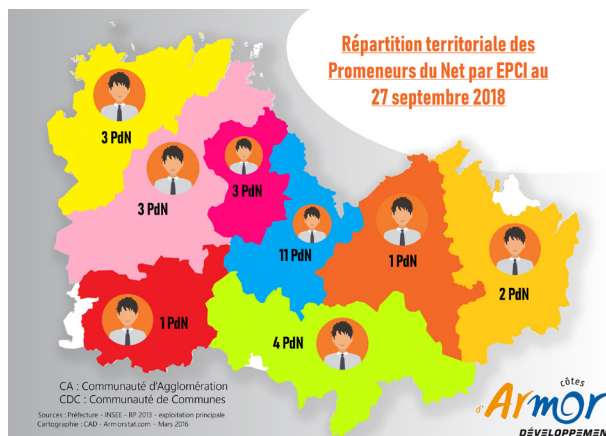 Répartition territoriale des
Promeneurs du Net par EPCI au
27 septembre 2018
3 PdN
3 PdN
3 PdN
11 PdN
1 PdN
2 PdN
1 PdN
4 PdN
CA : Communauté d'Agglomération
CDC : Communauté de Communes
Sources : Préfecture - INSEE - RP 2013 - exploitation principale
Cartographie : CAD - Armorstat.com - Mars 2016
côtes
d'Armor
DÉVELOPPEMEN